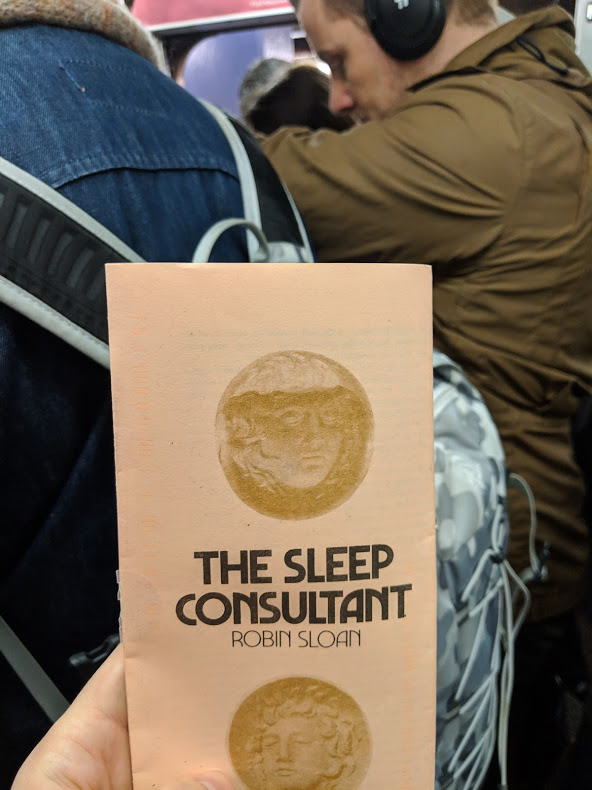 THE SLEEP
CONSULTANT
ROBIN SLOAN